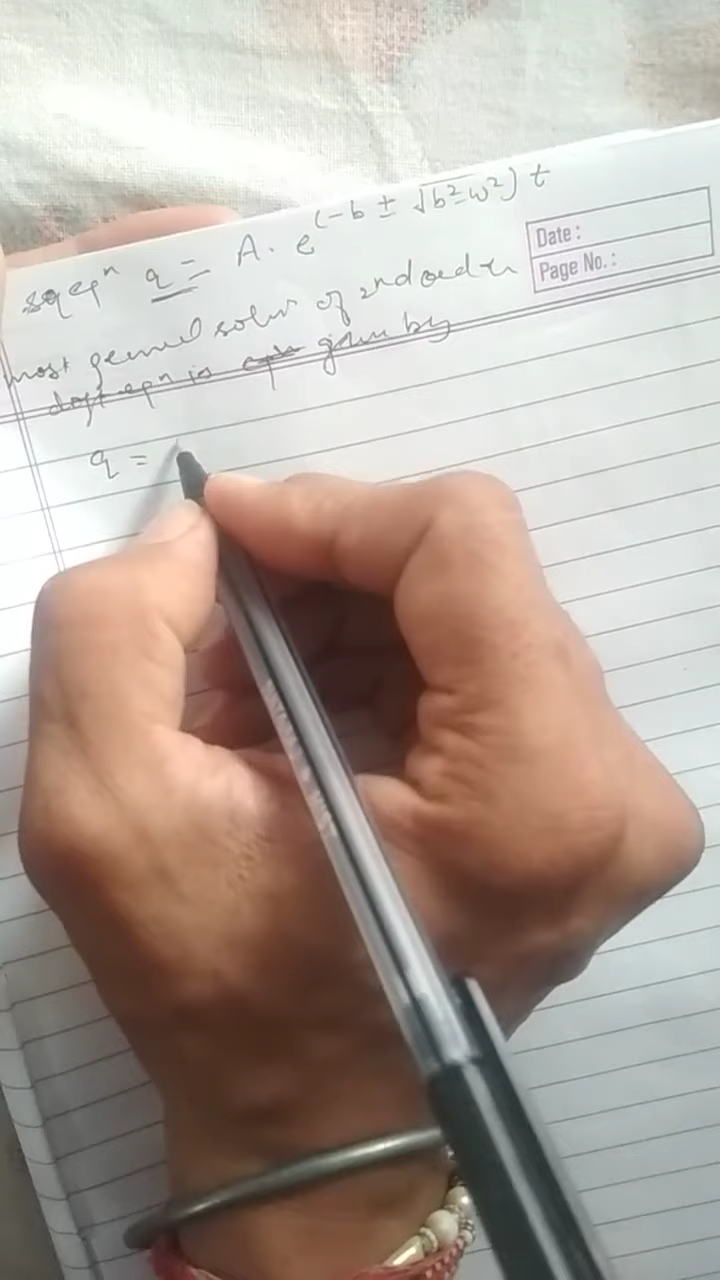 so eqⁿ q = A. e^(-b ± √b²-ω²) t
Date :
Page No. :
most general solⁿ of 2nd order
diff eqⁿ is given by
q =